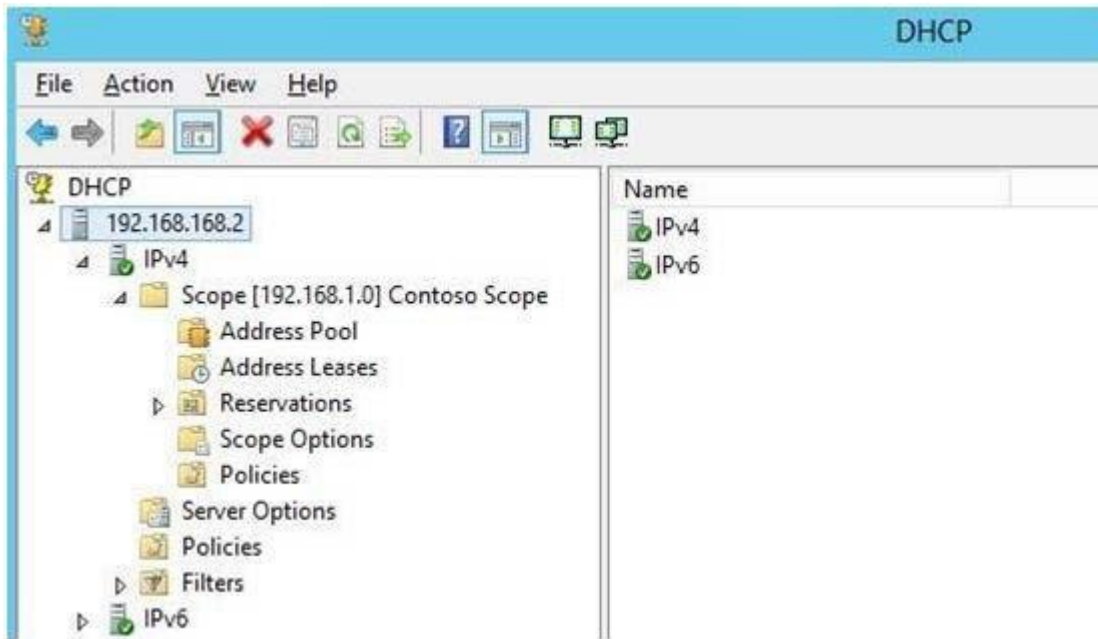 DHCP
File Action View Help
DHCP
192.168.168.2
IPv4
Scope [192.168.1.0] Contoso Scope
Address Pool
Address Leases
Reservations
Scope Options
Policies
Server Options
Policies
Filters
IPv6
Name
IPv4
IPv6